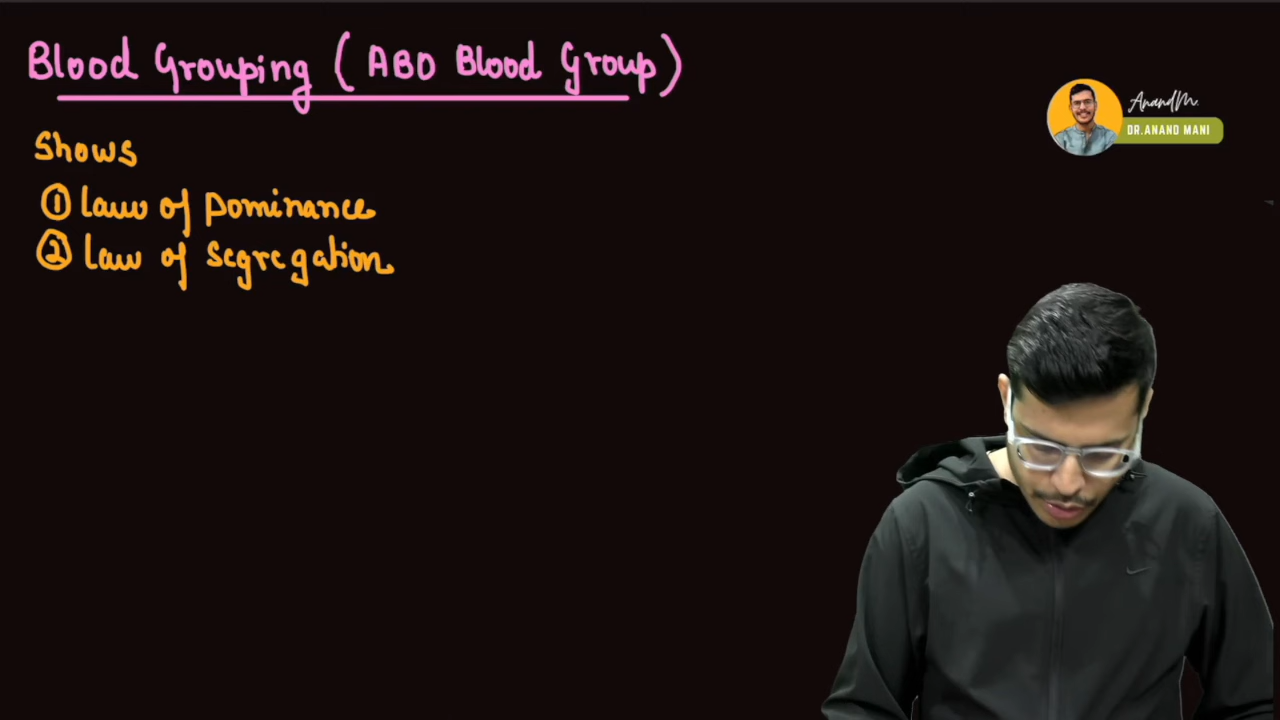 Blood Grouping (ABO Blood Group)
AnandM.
DR.ANAND MANI
Shows
① Law of Dominance
② Law of Segregation